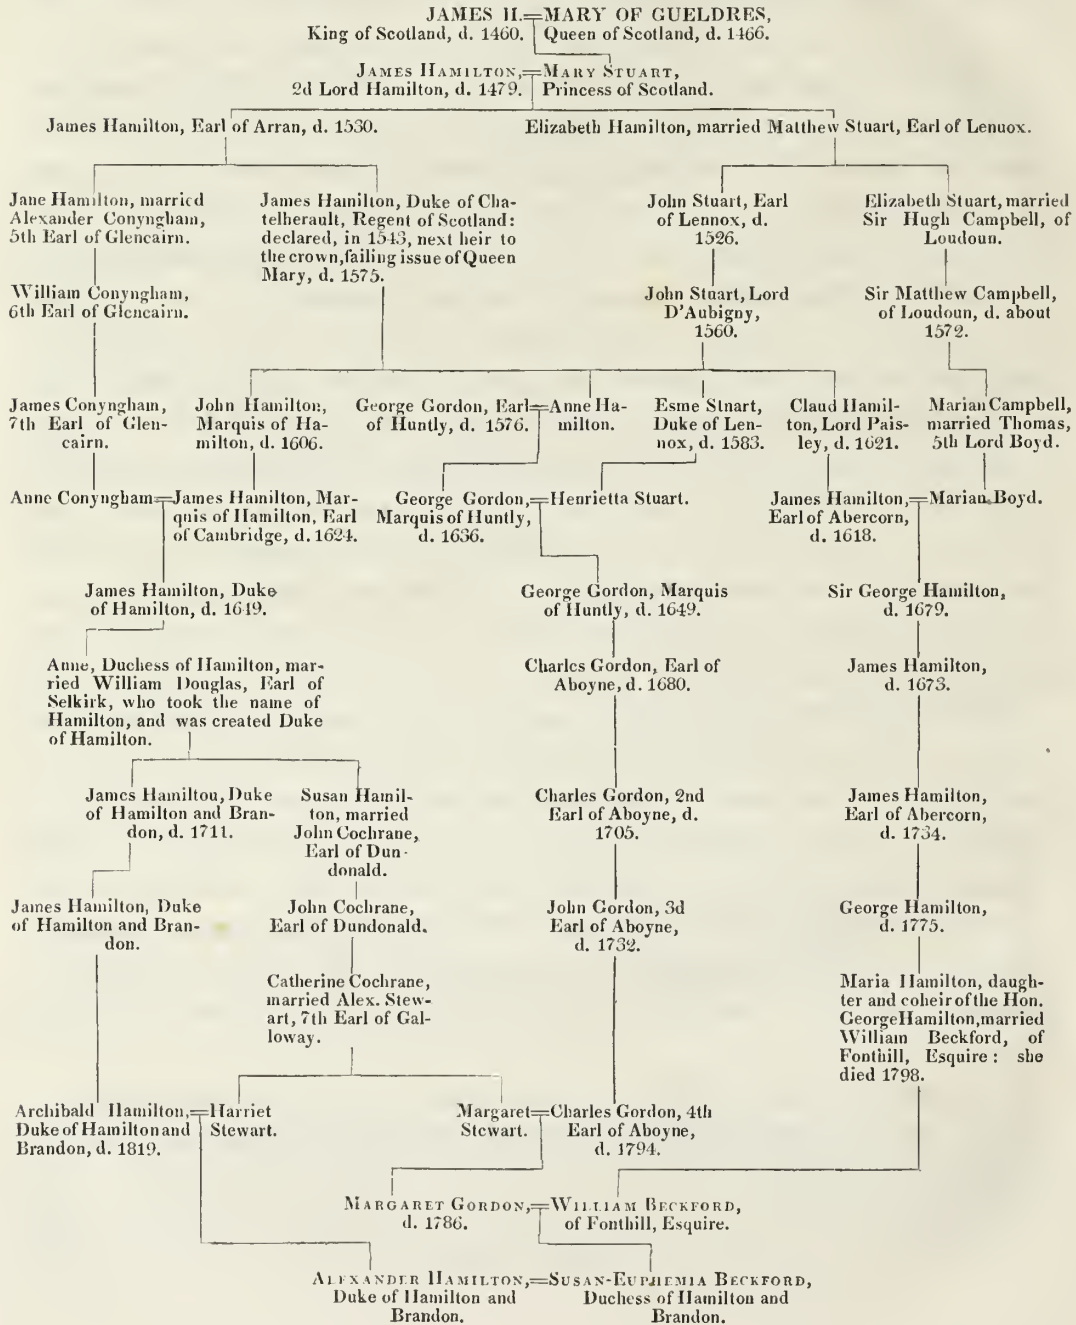 JAMES II.=MARY OF GUELDRES,
King of Scotland, d. 1460. Queen of Scotland, d. 1466.
JAMES HAMILTON,=MARY STUART,
2d Lord Hamilton, d. 1479. Princess of Scotland.
James Hamilton, Earl of Arran, d. 1530.
Elizabeth Hamilton, married Matthew Stuart, Earl of Lenuox.
Jane Hamilton, married
Alexander Conyngham,
5th Earl of Glencairn.
James Hamilton, Duke of Cha-
telherault, Regent of Scotland:
declared, in 1543, next heir to
the crown, failing issue of Queen
Mary, d. 1575.
John Stuart, Earl
of Lennox, d.
1526.
Elizabeth Stuart, married
Sir Hugh Campbell, of
Loudoun.
William Conyngham,
6th Earl of Glencairn.
John Stuart, Lord
D'Aubigny,
1560.
Sir Matthew Campbell,
of Loudoun, d. about
1572.
James Conyngham,
7th Earl of Glen-
cairn.
John Hamilton,
Marquis of Ha-
milton, d. 1606.
George Gordon, Earl=Anne Ha-
of Huntly, d. 1576. milton.
Esme Stuart,
Duke of Len-
nox, d. 1583.
Claud Hamil-
ton, Lord Pais-
ley, d. 1621.
Marian Campbell,
married Thomas,
5th Lord Boyd.
Anne Conyngham=James Hamilton, Mar-
quis of Hamilton, Earl
of Cambridge, d. 1624.
George Gordon,=Henrietta Stuart.
Marquis of Huntly,
d. 1636.
James Hamilton,=Marian Boyd.
Earl of Abercorn,
d. 1618.
James Hamilton, Duke
of Hamilton, d. 1649.
George Gordon, Marquis
of Huntly, d. 1649.
Sir George Hamilton,
d. 1679.
Anne, Duchess of Hamilton, mar-
ried William Douglas, Earl of
Selkirk, who took the name of
Hamilton, and was created Duke
of Hamilton.
Charles Gordon, Earl of
Aboyne, d. 1680.
James Hamilton,
d. 1673.
James Hamiltou, Duke
of Hamilton and Bran-
don, d. 1711.
Susan Hamil-
ton, married
John Cochrane,
Earl of Dun-
donald.
Charles Gordon, 2nd
Earl of Aboyne, d.
1705.
James Hamilton,
Earl of Abercorn,
d. 1734.
James Hamilton, Duke
of Hamilton and Bran-
don.
John Cochrane,
Earl of Dundonald.
John Gordon, 3d
Earl of Aboyne,
d. 1732.
George Hamilton,
d. 1775.
Catherine Cochrane,
married Alex. Stew-
art, 7th Earl of Gal-
loway.
Maria Hamilton, daugh-
ter and coheir of the Hon.
George Hamilton, married
William Beckford, of
Fonthill, Esquire: she
died 1798.
Archibald Hamilton,=Harriet
Duke of Hamilton and Stewart.
Brandon, d. 1819.
Margaret=Charles Gordon, 4th
Stewart. Earl of Aboyne,
d. 1794.
MARGARET GORDON,=WILLIAM BECKFORD,
d. 1786. of Fonthill, Esquire.
ALEXANDER HAMILTON,=SUSAN-EUPHEMIA BECKFORD,
Duke of Hamilton and Duchess of Hamilton and
Brandon. Brandon.